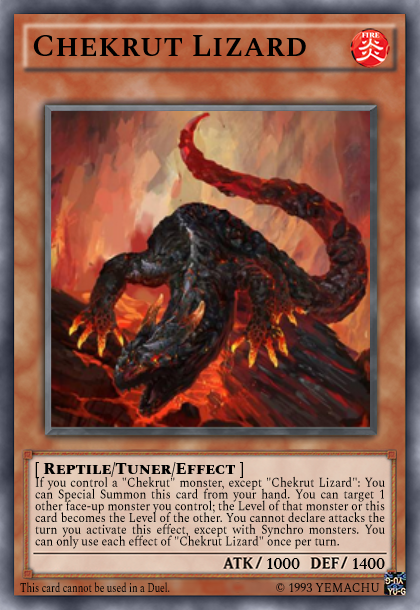 CHEKRUT LIZARD
FIRE
炎
[ REPTILE/TUNER/EFFECT ]
If you control a "Chekrut" monster, except "Chekrut Lizard": You
can Special Summon this card from your hand. You can target 1
other face-up monster you control; the Level of that monster or this
card becomes the Level of the other. You cannot declare attacks
the turn you activate this effect, except with Synchro monsters. You
can only use each effect of "Chekrut Lizard" once per turn.
ATK / 1000 DEF / 1400
This card cannot be used in a Duel.
© 1993 YEMACHU
YU-G